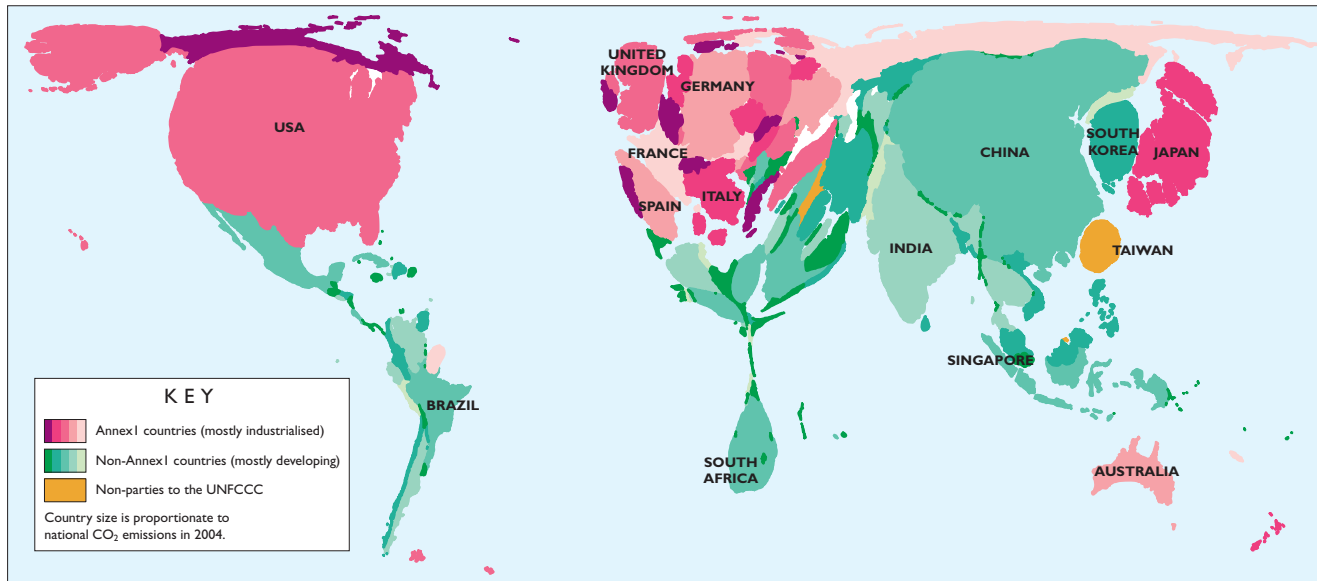 UNITED
KINGDOM
GERMANY
USA
FRANCE
CHINA
SOUTH
KOREA
JAPAN
ITALY
SPAIN
INDIA
TAIWAN
SINGAPORE
BRAZIL
SOUTH
AFRICA
AUSTRALIA
KEY
Annex1 countries (mostly industrialised)
Non-Annex1 countries (mostly developing)
Non-parties to the UNFCCC
Country size is proportionate to
national CO₂ emissions in 2004.